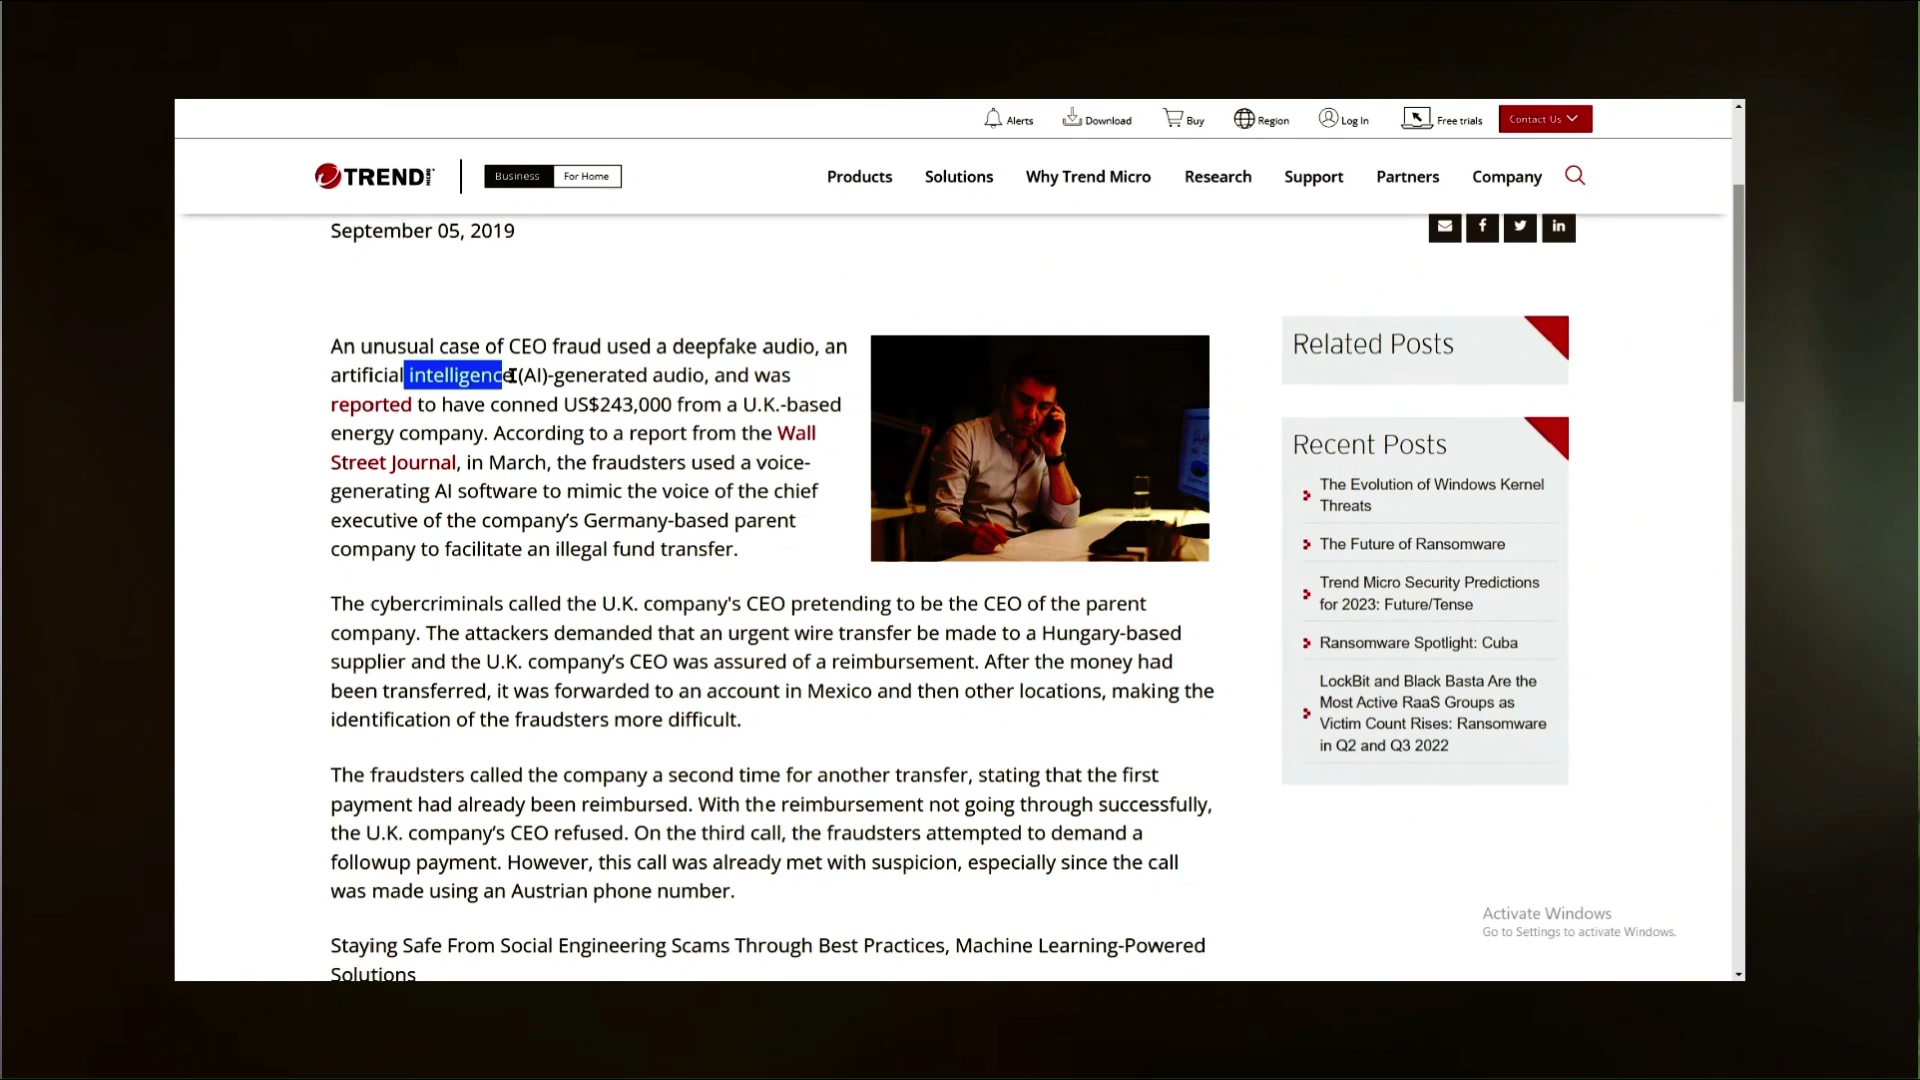 Alerts Download Buy Region Log In Free trials Contact Us
TREND MICRO Business For Home Products Solutions Why Trend Micro Research Support Partners Company
September 05, 2019
An unusual case of CEO fraud used a deepfake audio, an
artificial intelligence (AI)-generated audio, and was
reported to have conned US$243,000 from a U.K.-based
energy company. According to a report from the Wall
Street Journal, in March, the fraudsters used a voice-
generating AI software to mimic the voice of the chief
executive of the company’s Germany-based parent
company to facilitate an illegal fund transfer.
The cybercriminals called the U.K. company's CEO pretending to be the CEO of the parent
company. The attackers demanded that an urgent wire transfer be made to a Hungary-based
supplier and the U.K. company’s CEO was assured of a reimbursement. After the money had
been transferred, it was forwarded to an account in Mexico and then other locations, making the
identification of the fraudsters more difficult.
The fraudsters called the company a second time for another transfer, stating that the first
payment had already been reimbursed. With the reimbursement not going through successfully,
the U.K. company’s CEO refused. On the third call, the fraudsters attempted to demand a
followup payment. However, this call was already met with suspicion, especially since the call
was made using an Austrian phone number.
Staying Safe From Social Engineering Scams Through Best Practices, Machine Learning-Powered
Solutions
Related Posts
Recent Posts
The Evolution of Windows Kernel
Threats
The Future of Ransomware
Trend Micro Security Predictions
for 2023: Future/Tense
Ransomware Spotlight: Cuba
LockBit and Black Basta Are the
Most Active RaaS Groups as
Victim Count Rises: Ransomware
in Q2 and Q3 2022
Activate Windows
Go to Settings to activate Windows.